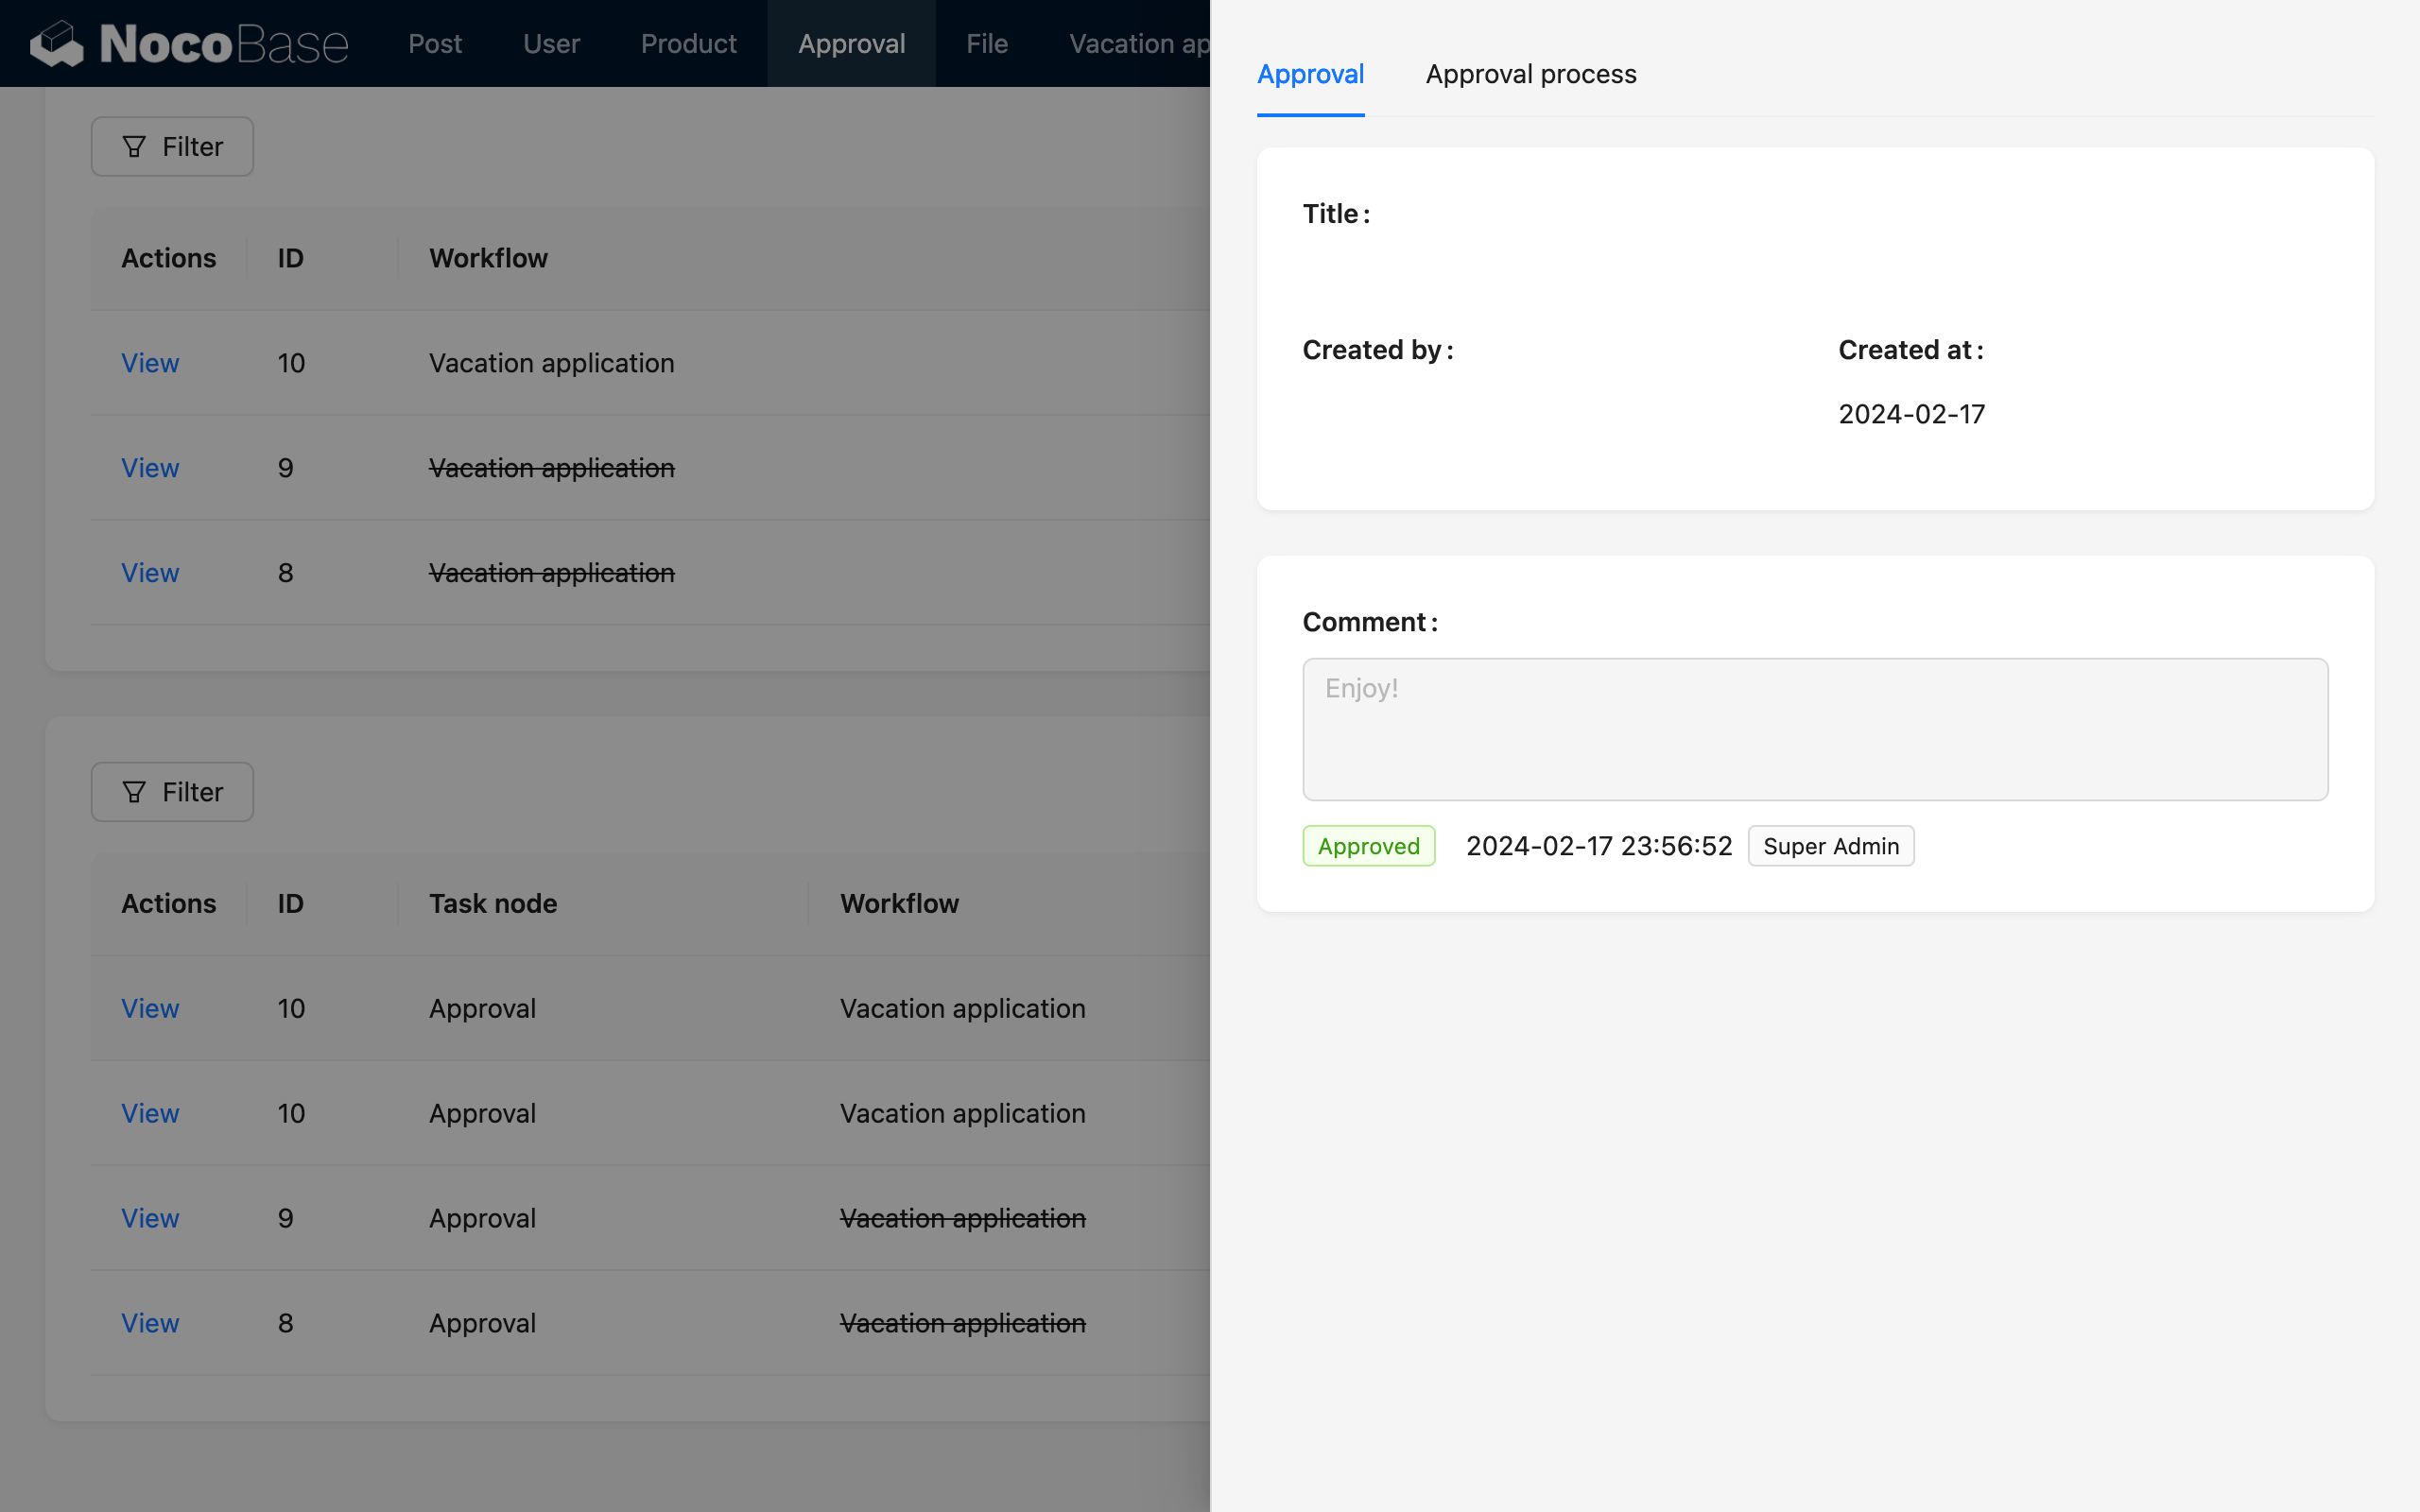 NocoBase Post User Product Approval File Vacation ap
Filter
Actions ID Workflow
View 10 Vacation application
View 9 Vacation application
View 8 Vacation application
Filter
Actions ID Task node Workflow
View 10 Approval Vacation application
View 10 Approval Vacation application
View 9 Approval Vacation application
View 8 Approval Vacation application
Approval Approval process
Title :
Created by : Created at :
2024-02-17
Comment :
Enjoy!
Approved 2024-02-17 23:56:52 Super Admin